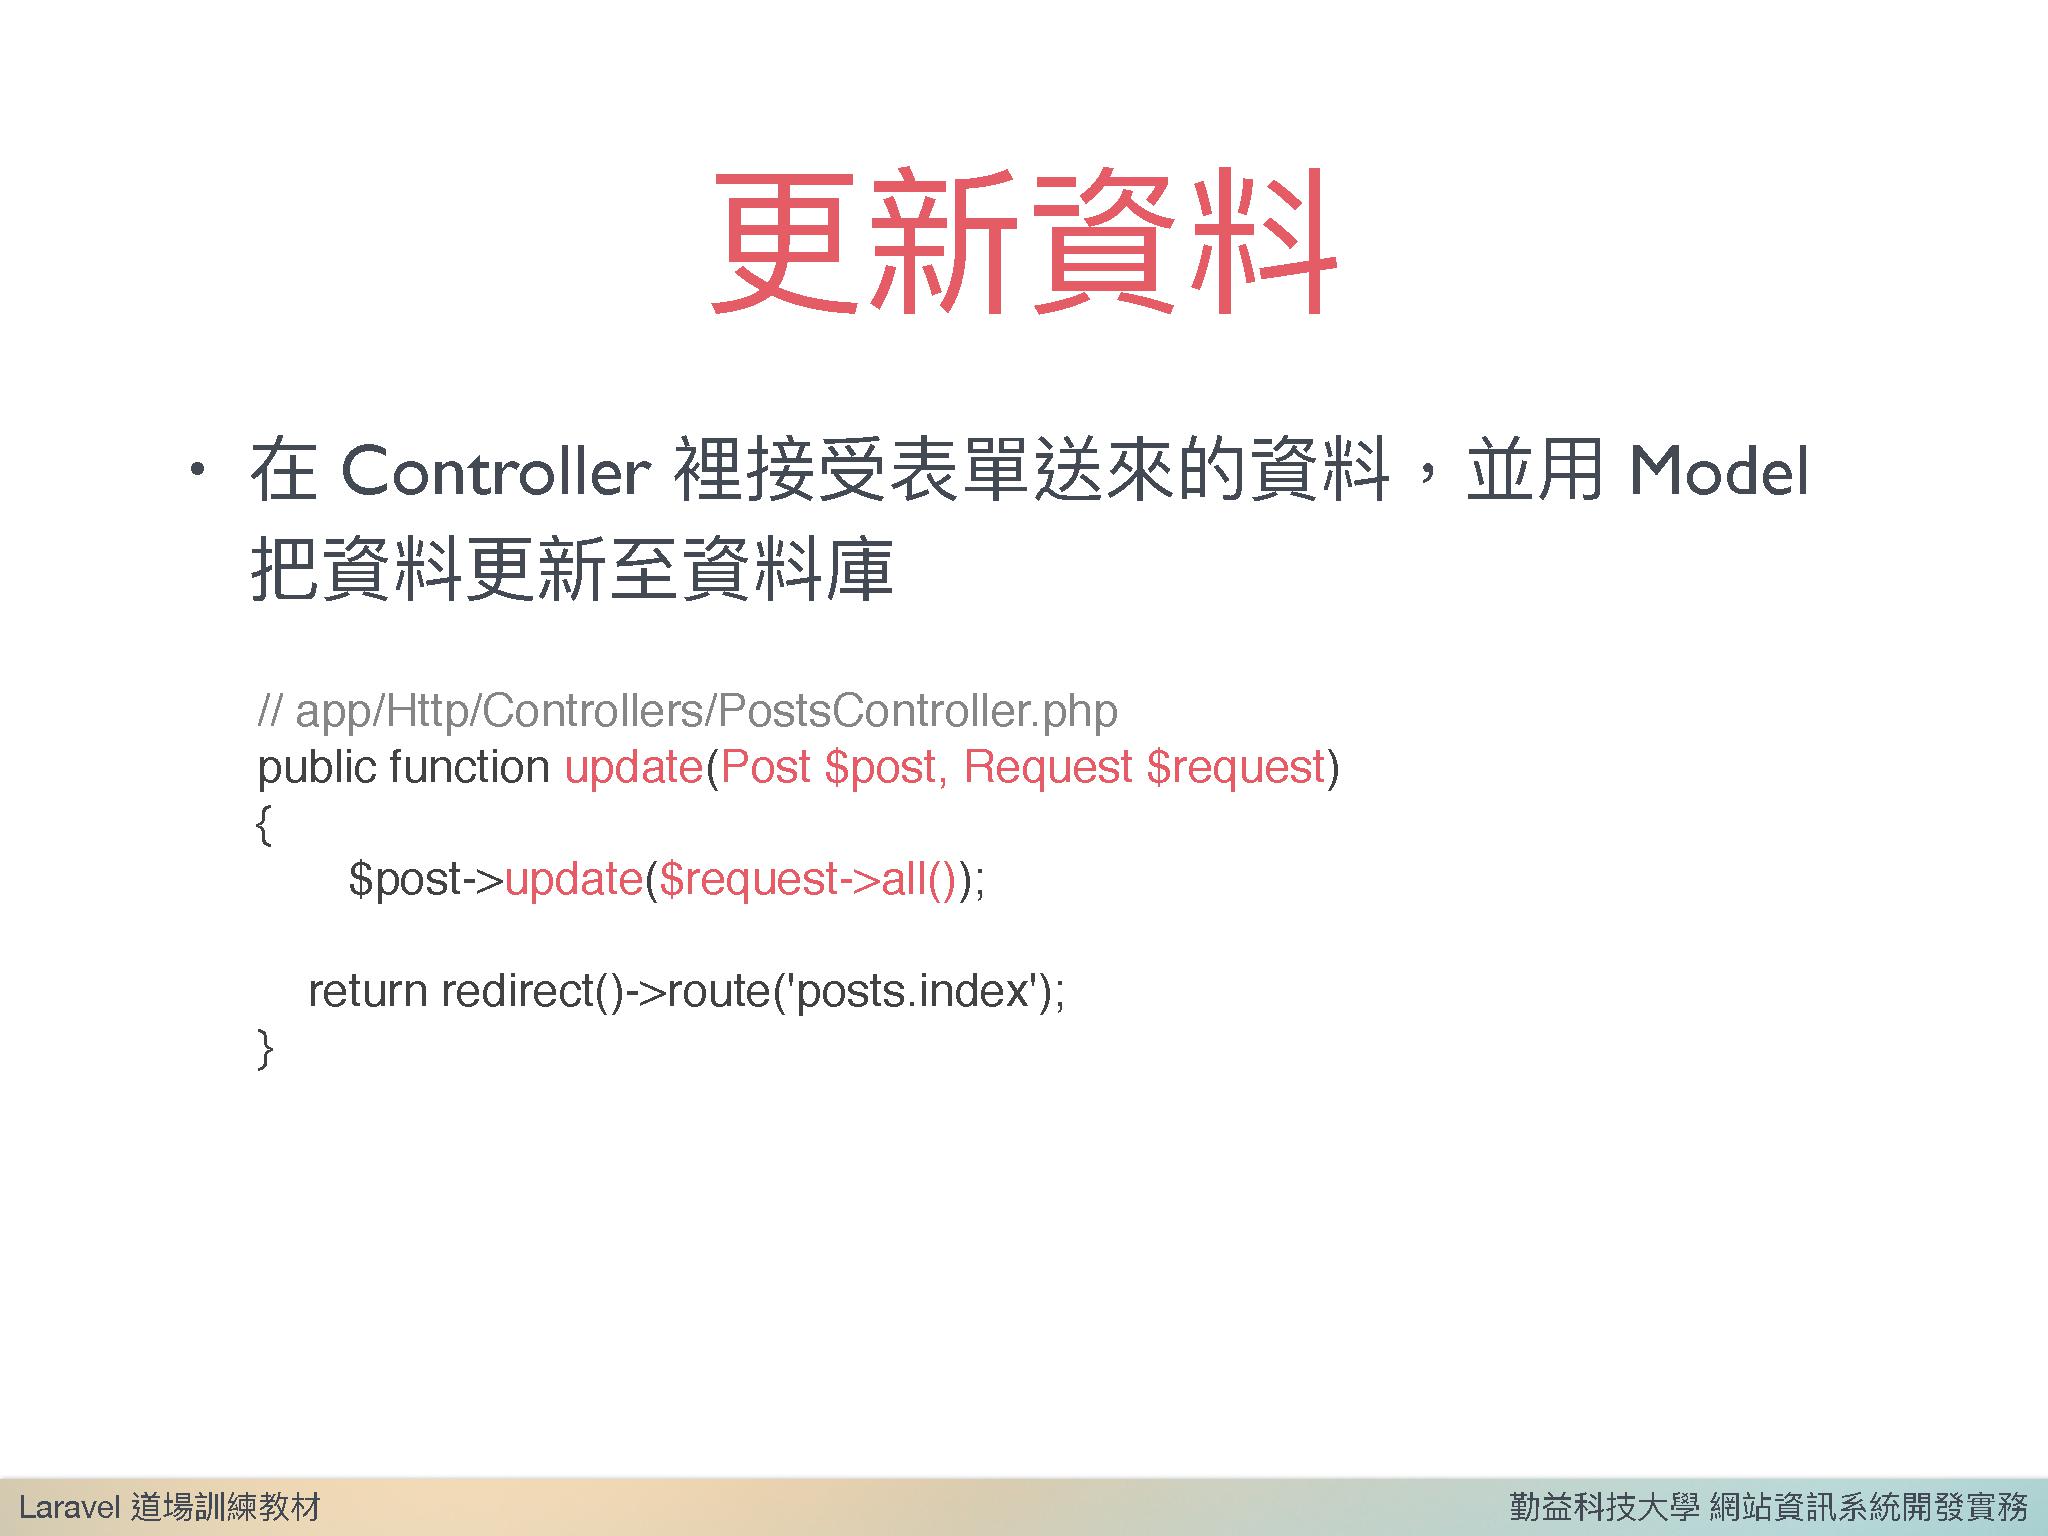 更新資料
• 在 Controller 裡接受表單送來的資料，並用 Model
把資料更新至資料庫
// app/Http/Controllers/PostsController.php
public function update(Post $post, Request $request)
{
        $post->update($request->all());

    return redirect()->route('posts.index');
}
Laravel 道場訓練教材
勤益科技大學 網站資訊系統開發實務